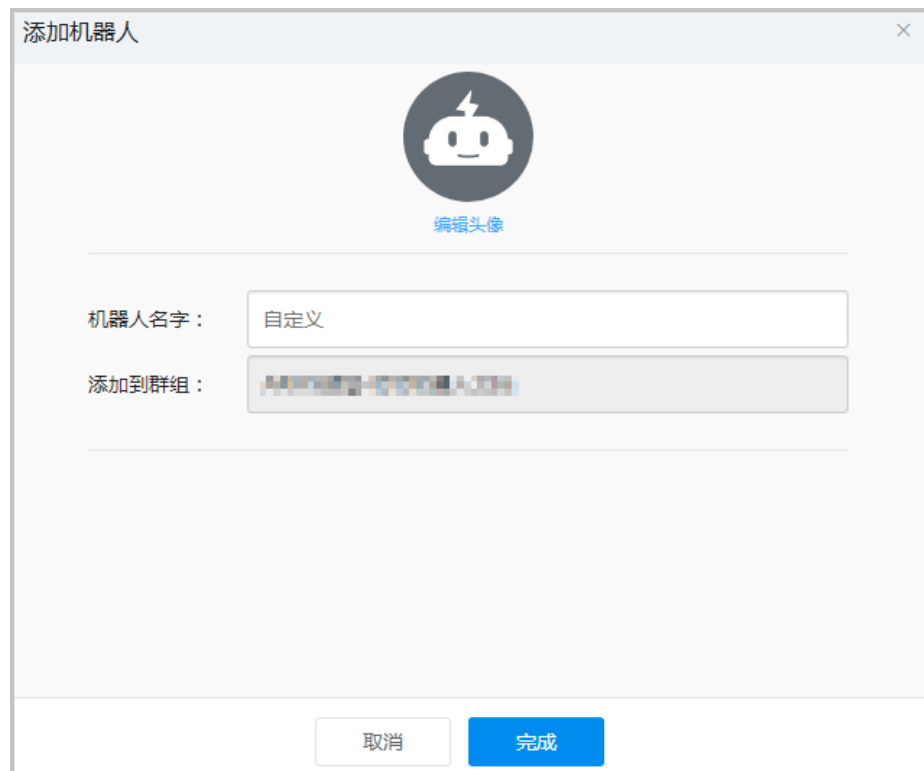 添加机器人
编辑头像
机器人名字：
自定义
添加到群组：
取消
完成